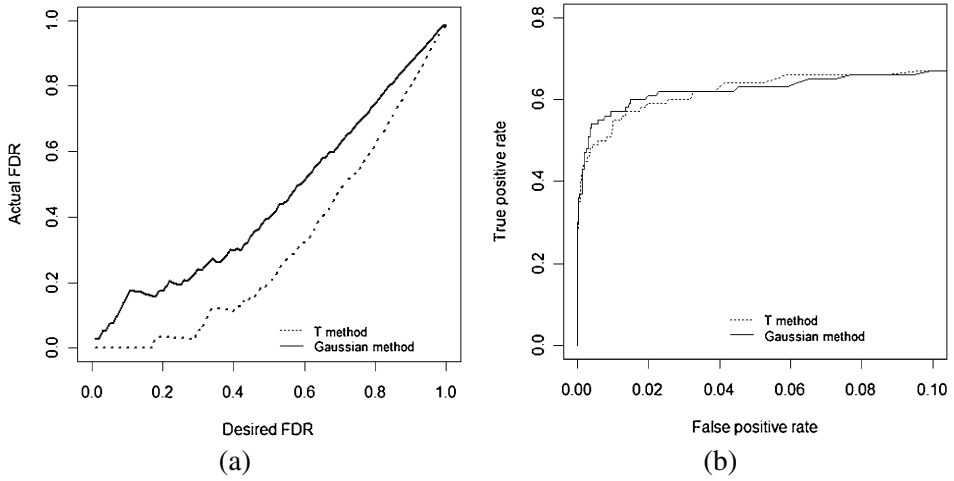 Actual FDR
1.0
0.8
0.6
0.4
0.2
0.0
T method
Gaussian method
0.0 0.2 0.4 0.6 0.8 1.0
Desired FDR
(a)
True positive rate
0.8
0.6
0.4
0.2
0.0
T method
Gaussian method
0.00 0.02 0.04 0.06 0.08 0.10
False positive rate
(b)